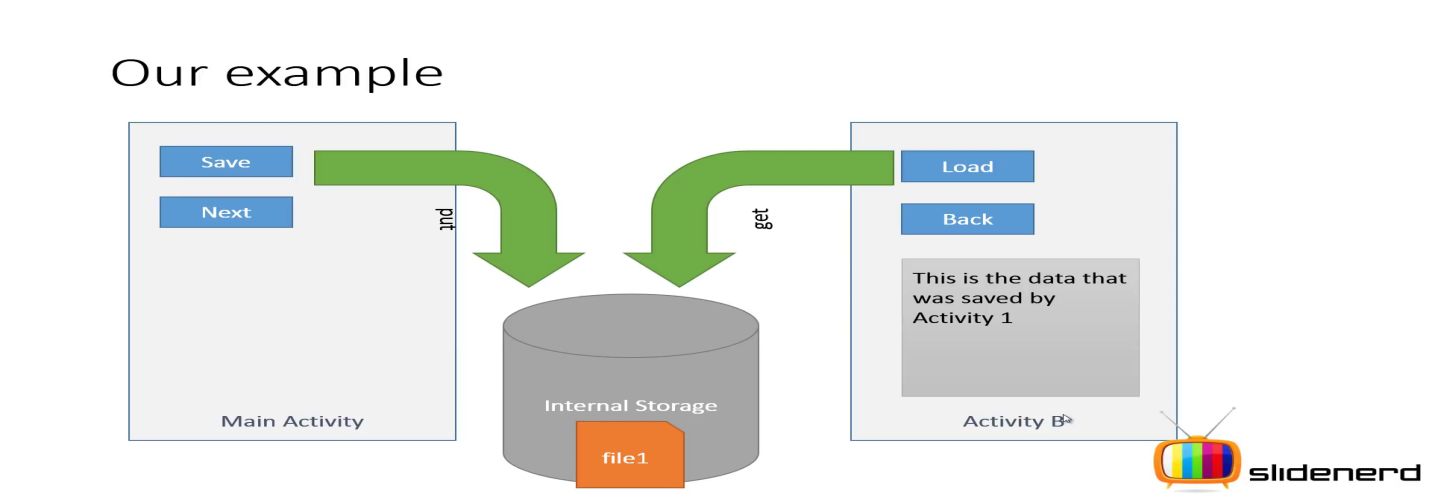 Our example
Save
Next
put
Main Activity
get
Internal Storage
file1
Load
Back
This is the data that
was saved by
Activity 1
Activity B
slidenerd